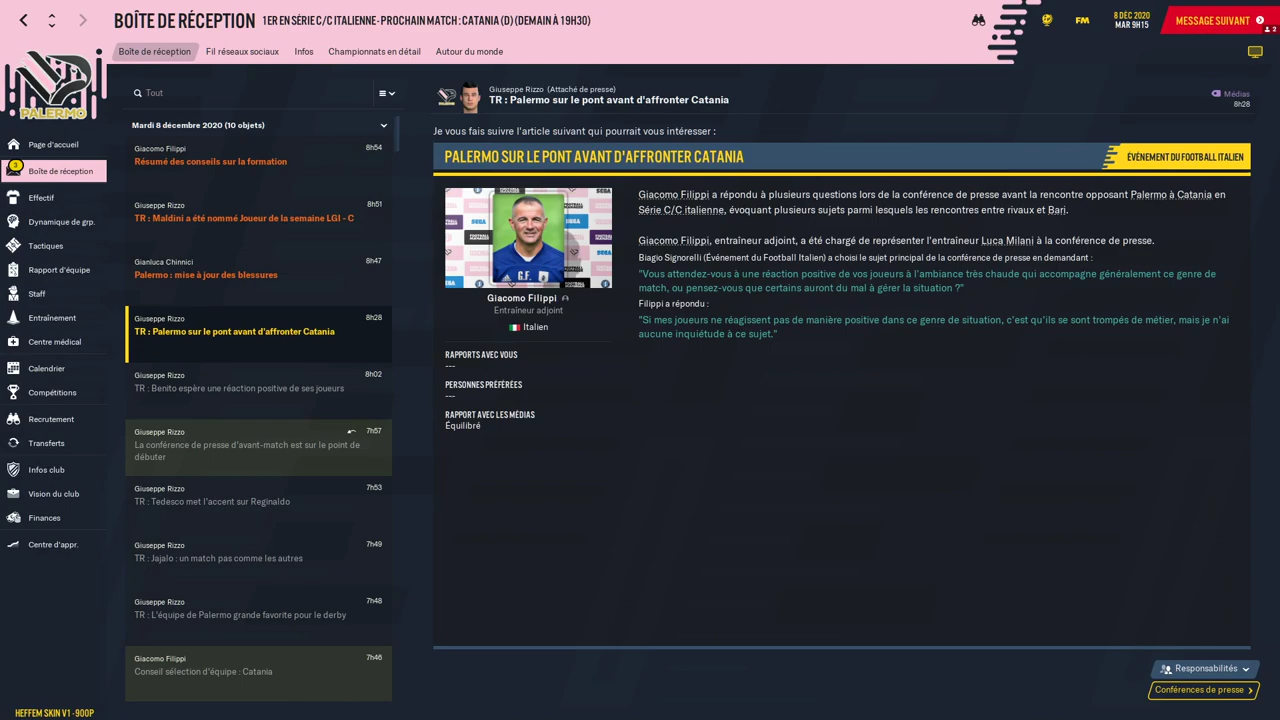 BOÎTE DE RÉCEPTION
1ER EN SÉRIE C/C ITALIENNE - PROCHAIN MATCH : CATANIA (D) (DEMAIN À 19H30)
FM
8 DÉC 2020
MAR 9H15
MESSAGE SUIVANT
2
Boîte de réception
Fil réseaux sociaux
Infos
Championnats en détail
Autour du monde
PALERMO
Page d'accueil
3
Boîte de réception
Effectif
Dynamique de grp.
Tactiques
Rapport d'équipe
Staff
Entraînement
Centre médical
Calendrier
Compétitions
Recrutement
Transferts
Infos club
Vision du club
Finances
Centre d'appr.
HEFFEM SKIN V1 - 900P
Tout
Mardi 8 décembre 2020 (10 objets)
Giacomo Filippi 8h54
Résumé des conseils sur la formation
Giuseppe Rizzo 8h51
TR : Maldini a été nommé Joueur de la semaine LGI - C
Gianluca Chinnici 8h47
Palermo : mise à jour des blessures
Giuseppe Rizzo 8h28
TR : Palermo sur le pont avant d'affronter Catania
Giuseppe Rizzo 8h02
TR : Benito espère une réaction positive de ses joueurs
Giuseppe Rizzo 7h57
La conférence de presse d'avant-match est sur le point de
débuter
Giuseppe Rizzo 7h53
TR : Tedesco met l'accent sur Reginaldo
Giuseppe Rizzo 7h49
TR : Jajalo : un match pas comme les autres
Giuseppe Rizzo 7h48
TR : L'équipe de Palermo grande favorite pour le derby
Giacomo Filippi 7h46
Conseil sélection d'équipe : Catania
Giuseppe Rizzo (Attaché de presse)
TR : Palermo sur le pont avant d'affronter Catania
Médias
8h28
Je vous fais suivre l'article suivant qui pourrait vous intéresser :
PALERMO SUR LE PONT AVANT D'AFFRONTER CATANIA
ÉVÉNEMENT DU FOOTBALL ITALIEN
SEGA
G.F.
Giacomo Filippi
Entraîneur adjoint
Italien
RAPPORTS AVEC VOUS
---
PERSONNES PRÉFÉRÉES
---
RAPPORT AVEC LES MÉDIAS
Équilibré
Giacomo Filippi a répondu à plusieurs questions lors de la conférence de presse avant la rencontre opposant Palermo à Catania en
Série C/C italienne, évoquant plusieurs sujets parmi lesquels les rencontres entre rivaux et Bari.
Giacomo Filippi, entraîneur adjoint, a été chargé de représenter l'entraîneur Luca Milani à la conférence de presse.
Biagio Signorelli (Événement du Football Italien) a choisi le sujet principal de la conférence de presse en demandant :
"Vous attendez-vous à une réaction positive de vos joueurs à l'ambiance très chaude qui accompagne généralement ce genre de
match, ou pensez-vous que certains auront du mal à gérer la situation ?"
Filippi a répondu :
"Si mes joueurs ne réagissent pas de manière positive dans ce genre de situation, c'est qu'ils se sont trompés de métier, mais je n'ai
aucune inquiétude à ce sujet."
Responsabilités
Conférences de presse